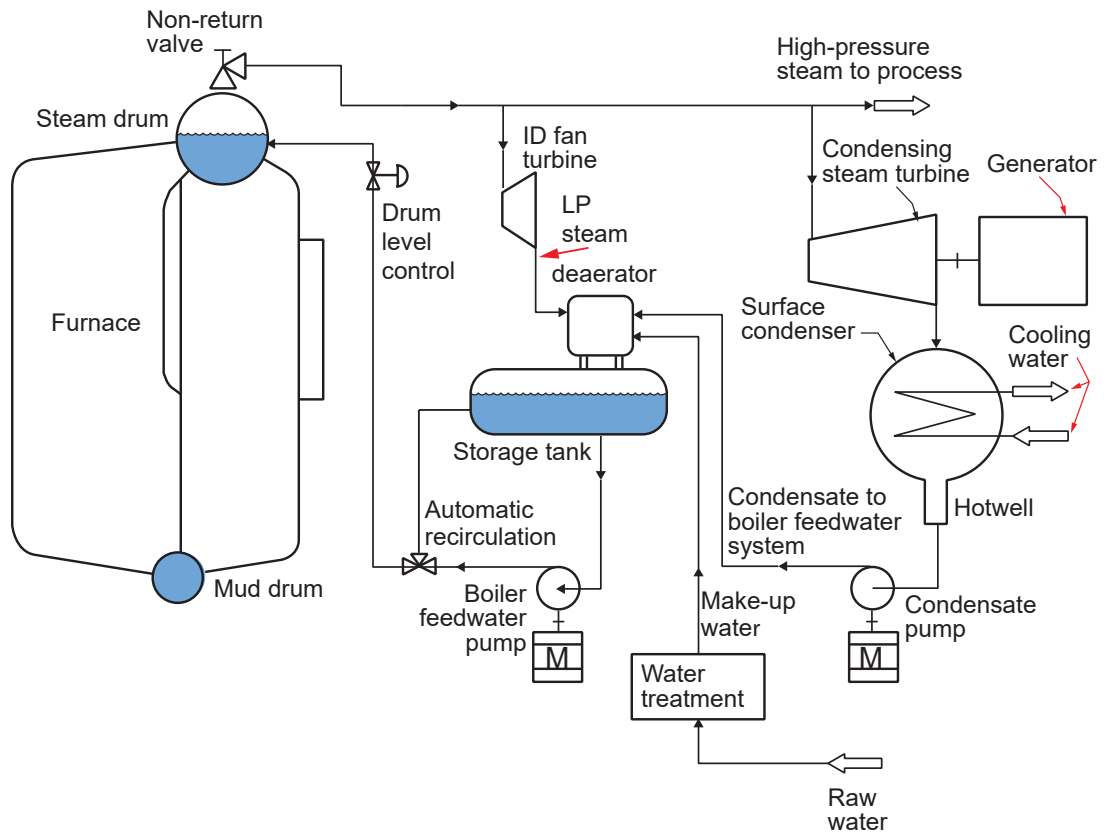 Non-return
valve
High-pressure
steam to process
Steam drum
ID fan
turbine
Condensing
steam turbine
Generator
Drum
level
control
LP
steam
deaerator
Furnace
Surface
condenser
Cooling
water
Storage tank
Automatic
recirculation
Condensate to
boiler feedwater
system
Hotwell
Mud drum
Boiler
feedwater
pump
M
Make-up
water
Condensate
pump
M
Water
treatment
Raw
water